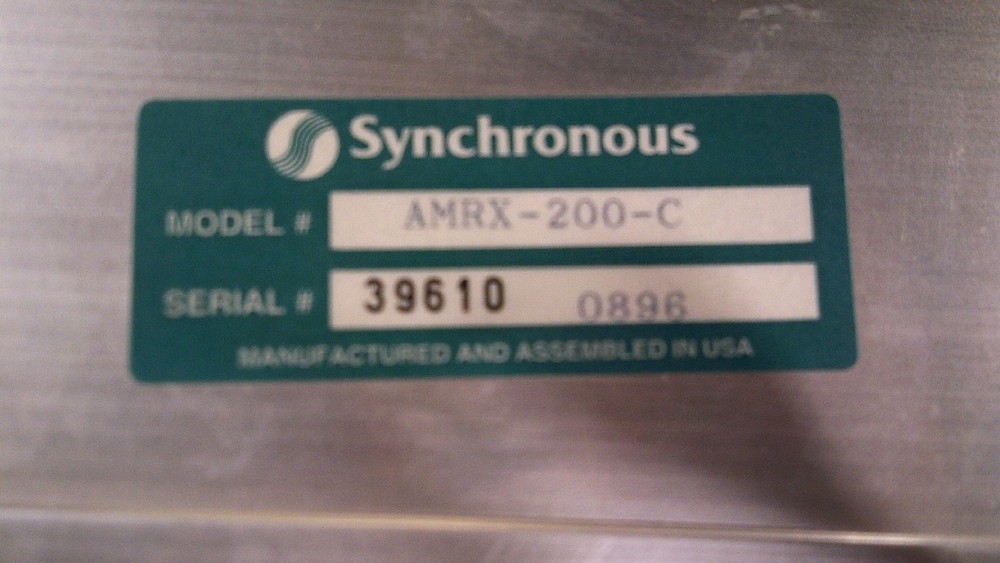 Synchronous
MODEL # AMRX-200-C
SERIAL # 39610 0896
MANUFACTURED AND ASSEMBLED IN USA